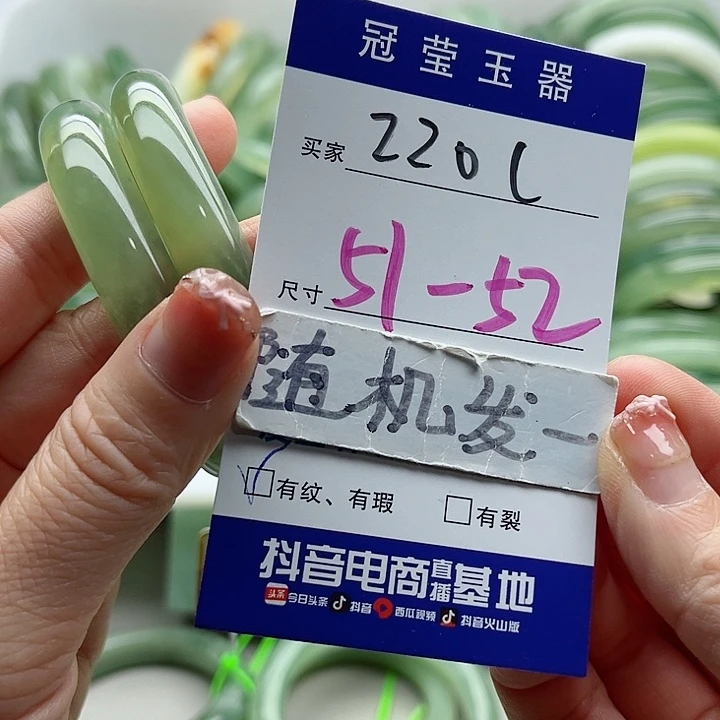 冠莹玉器
买家 220L
尺寸 51-52
随机发一
有纹、有瑕 有裂
抖音电商直播基地
头条 今日头条 抖音 西瓜视频 抖音火山版